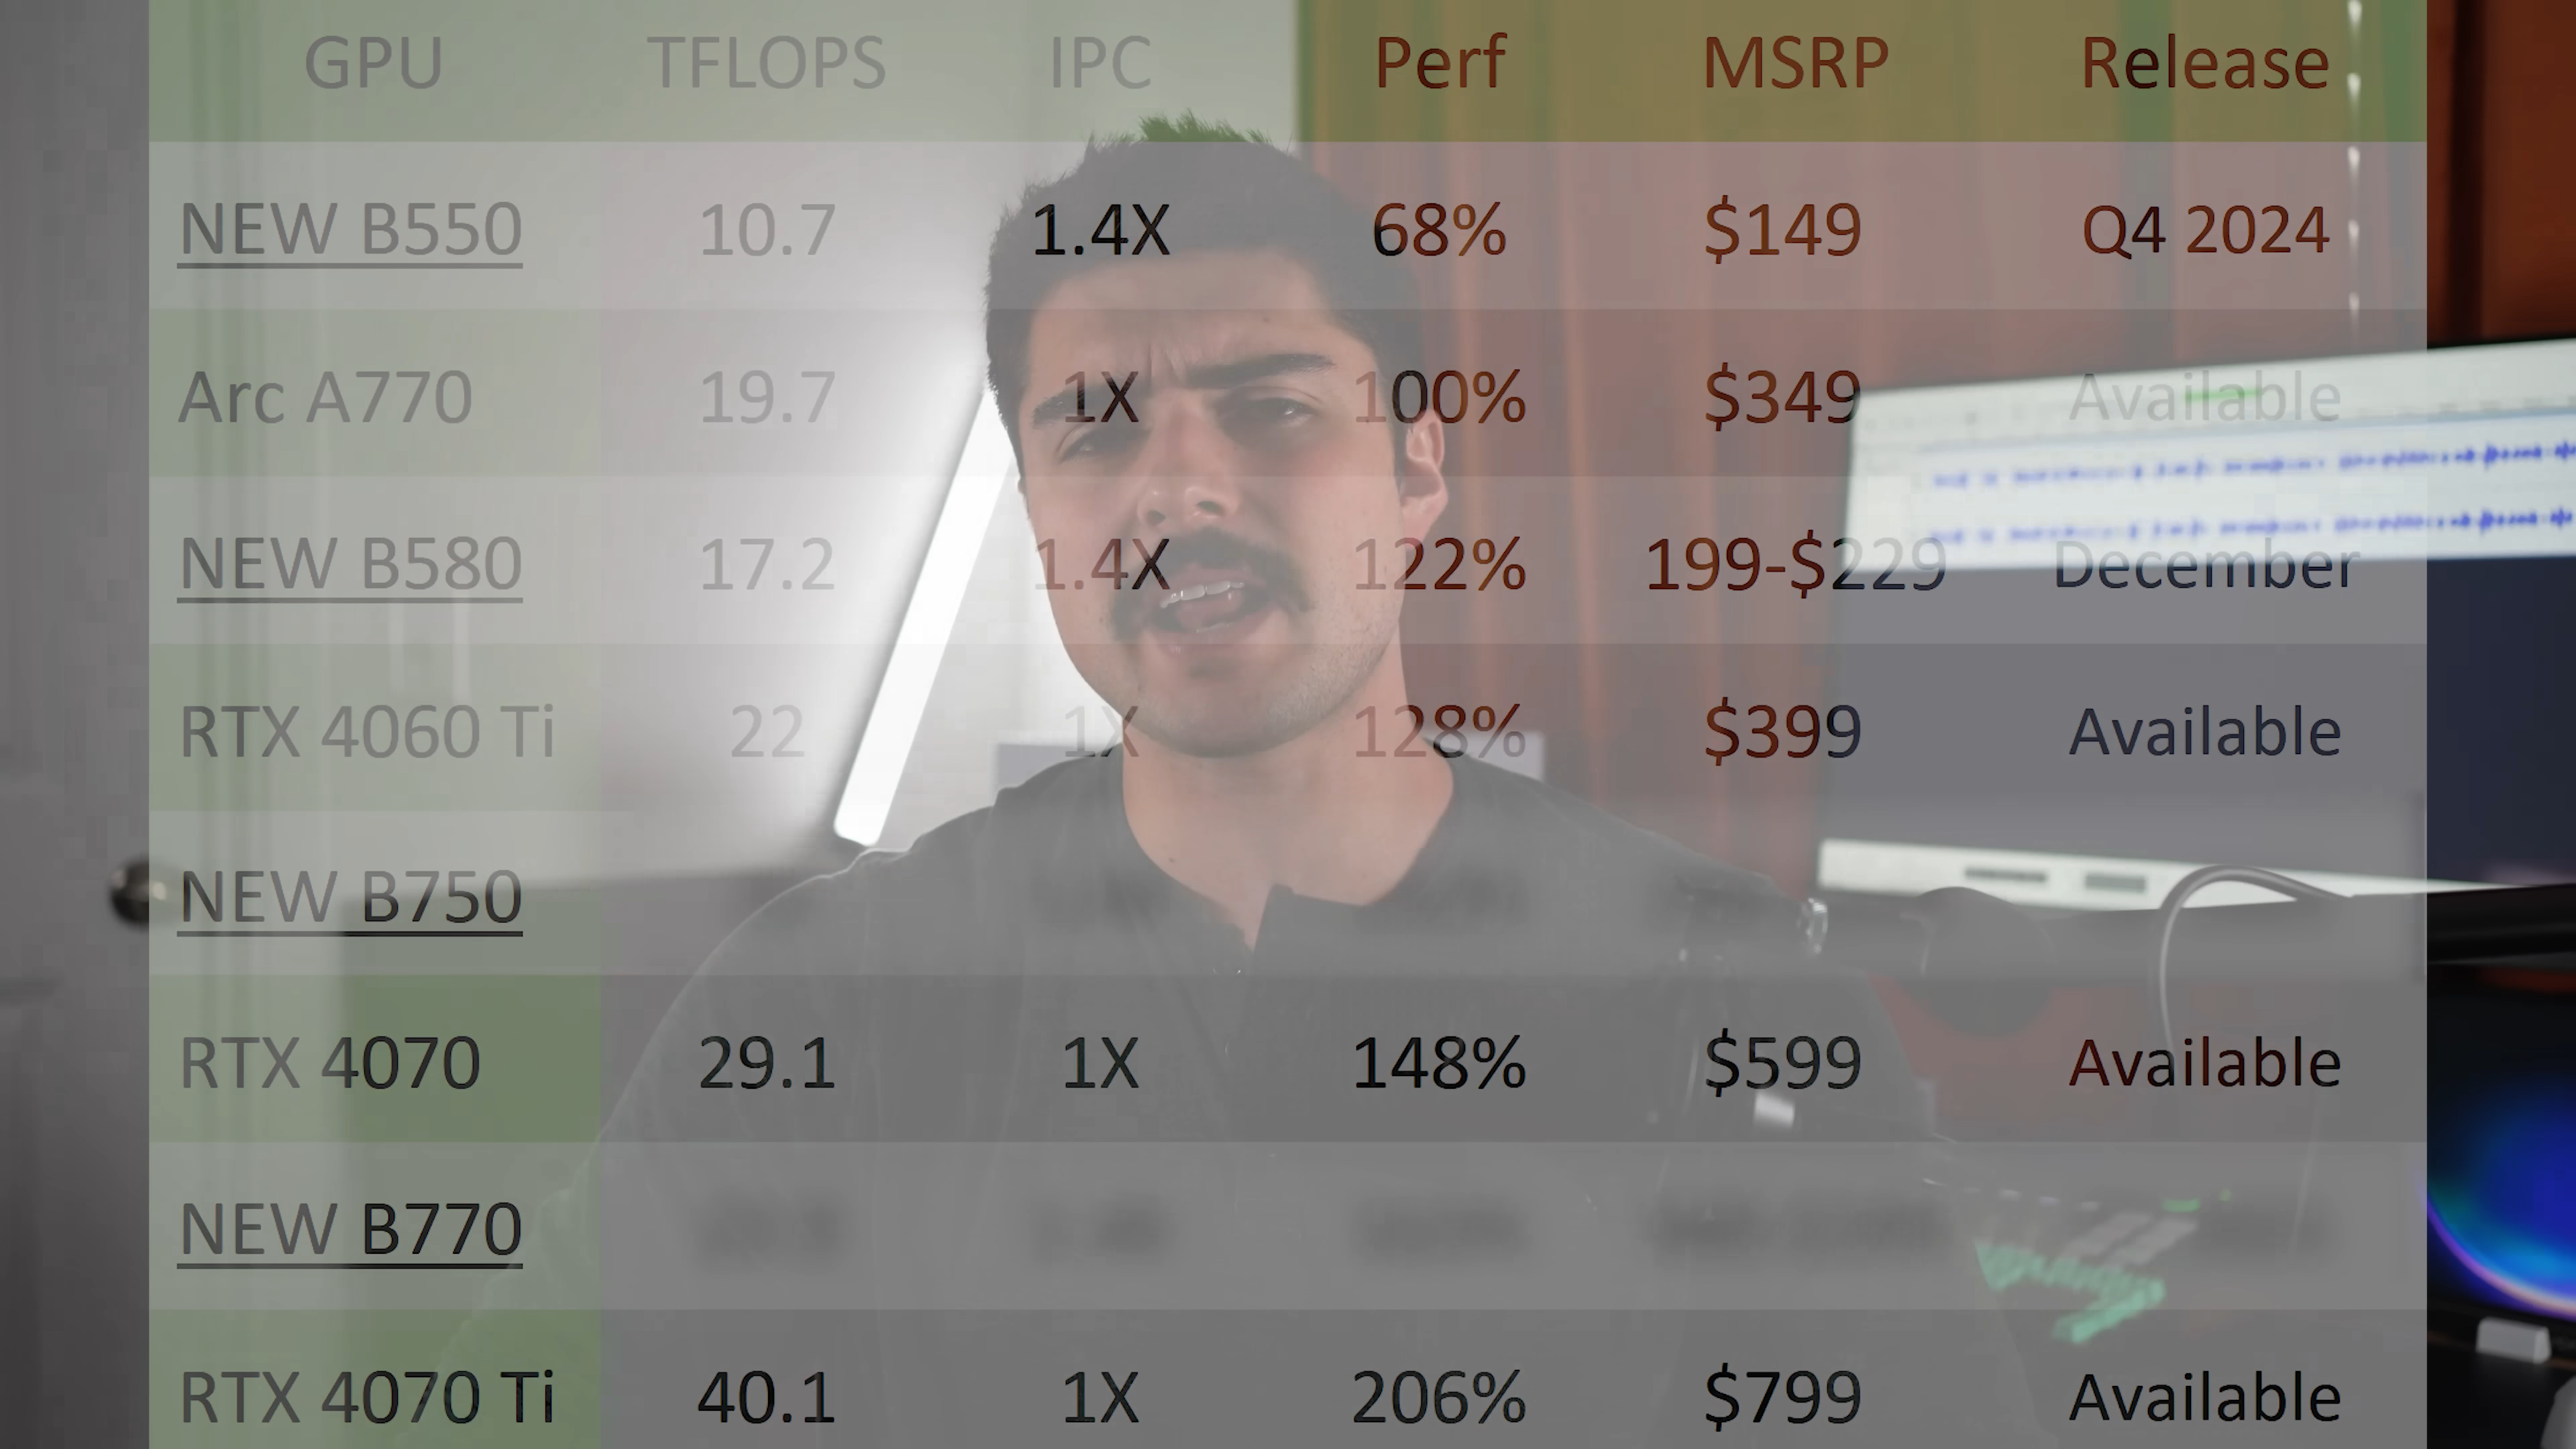 GPU TFLOPS IPC Perf MSRP Release
NEW B550 10.7 1.4X 68% $149 Q4 2024
Arc A770 19.7 1X 100% $349 Available
NEW B580 17.2 1.4X 122% 199-$229 December
RTX 4060 Ti 22 1X 128% $399 Available
NEW B750
RTX 4070 29.1 1X 148% $599 Available
NEW B770
RTX 4070 Ti 40.1 1X 206% $799 Available